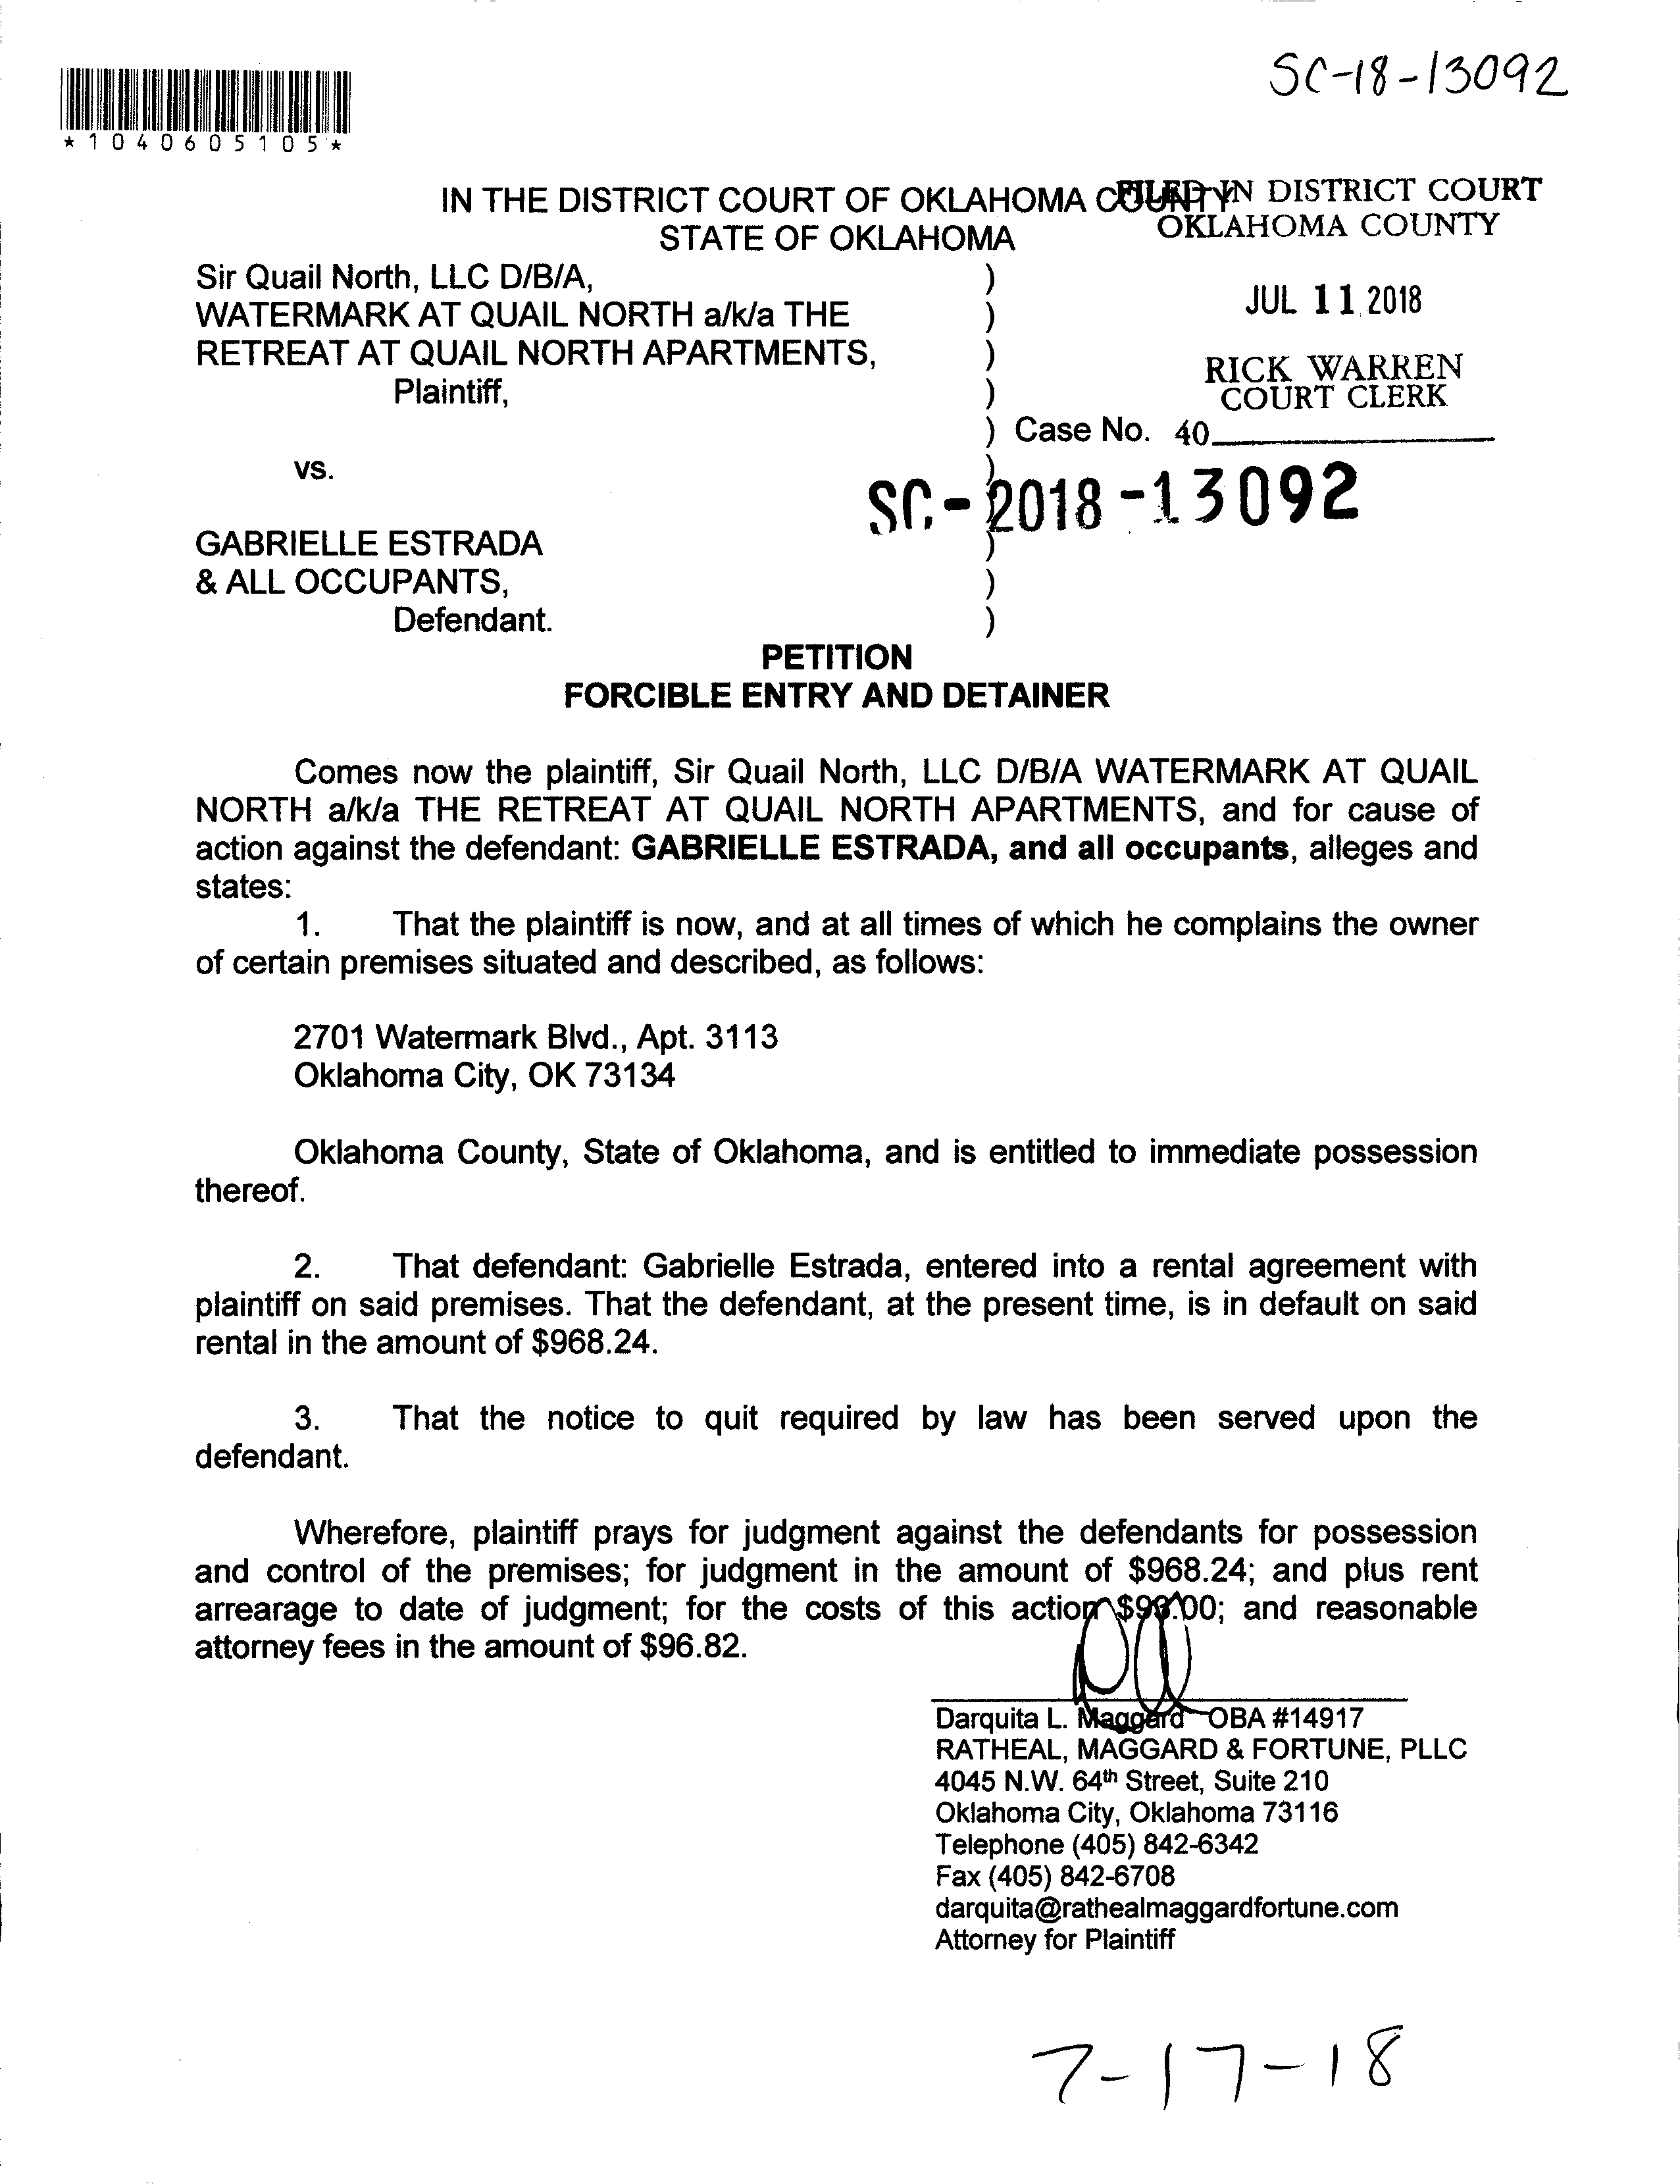 SC-18-13092
*1040605105*
IN THE DISTRICT COURT OF OKLAHOMA COUNTY
STATE OF OKLAHOMA
FILED IN DISTRICT COURT
OKLAHOMA COUNTY
JUL 11 2018
RICK WARREN
COURT CLERK
Sir Quail North, LLC D/B/A, )
WATERMARK AT QUAIL NORTH a/k/a THE )
RETREAT AT QUAIL NORTH APARTMENTS, )
Plaintiff, )
) Case No. 40
vs. )
SC-2018-13092
GABRIELLE ESTRADA )
& ALL OCCUPANTS, )
Defendant. )
PETITION
FORCIBLE ENTRY AND DETAINER
Comes now the plaintiff, Sir Quail North, LLC D/B/A WATERMARK AT QUAIL
NORTH a/k/a THE RETREAT AT QUAIL NORTH APARTMENTS, and for cause of
action against the defendant: GABRIELLE ESTRADA, and all occupants, alleges and
states:
1. That the plaintiff is now, and at all times of which he complains the owner
of certain premises situated and described, as follows:
2701 Watermark Blvd., Apt. 3113
Oklahoma City, OK 73134
Oklahoma County, State of Oklahoma, and is entitled to immediate possession
thereof.
2. That defendant: Gabrielle Estrada, entered into a rental agreement with
plaintiff on said premises. That the defendant, at the present time, is in default on said
rental in the amount of $968.24.
3. That the notice to quit required by law has been served upon the
defendant.
Wherefore, plaintiff prays for judgment against the defendants for possession
and control of the premises; for judgment in the amount of $968.24; and plus rent
arrearage to date of judgment; for the costs of this action and reasonable
attorney fees in the amount of $96.82.
Darquita L. Maggard OBA #14917
RATHEAL, MAGGARD & FORTUNE, PLLC
4045 N.W. 64th Street, Suite 210
Oklahoma City, Oklahoma 73116
Telephone (405) 842-6342
Fax (405) 842-6708
darquita@rathealmaggardfortune.com
Attorney for Plaintiff
7-17-18